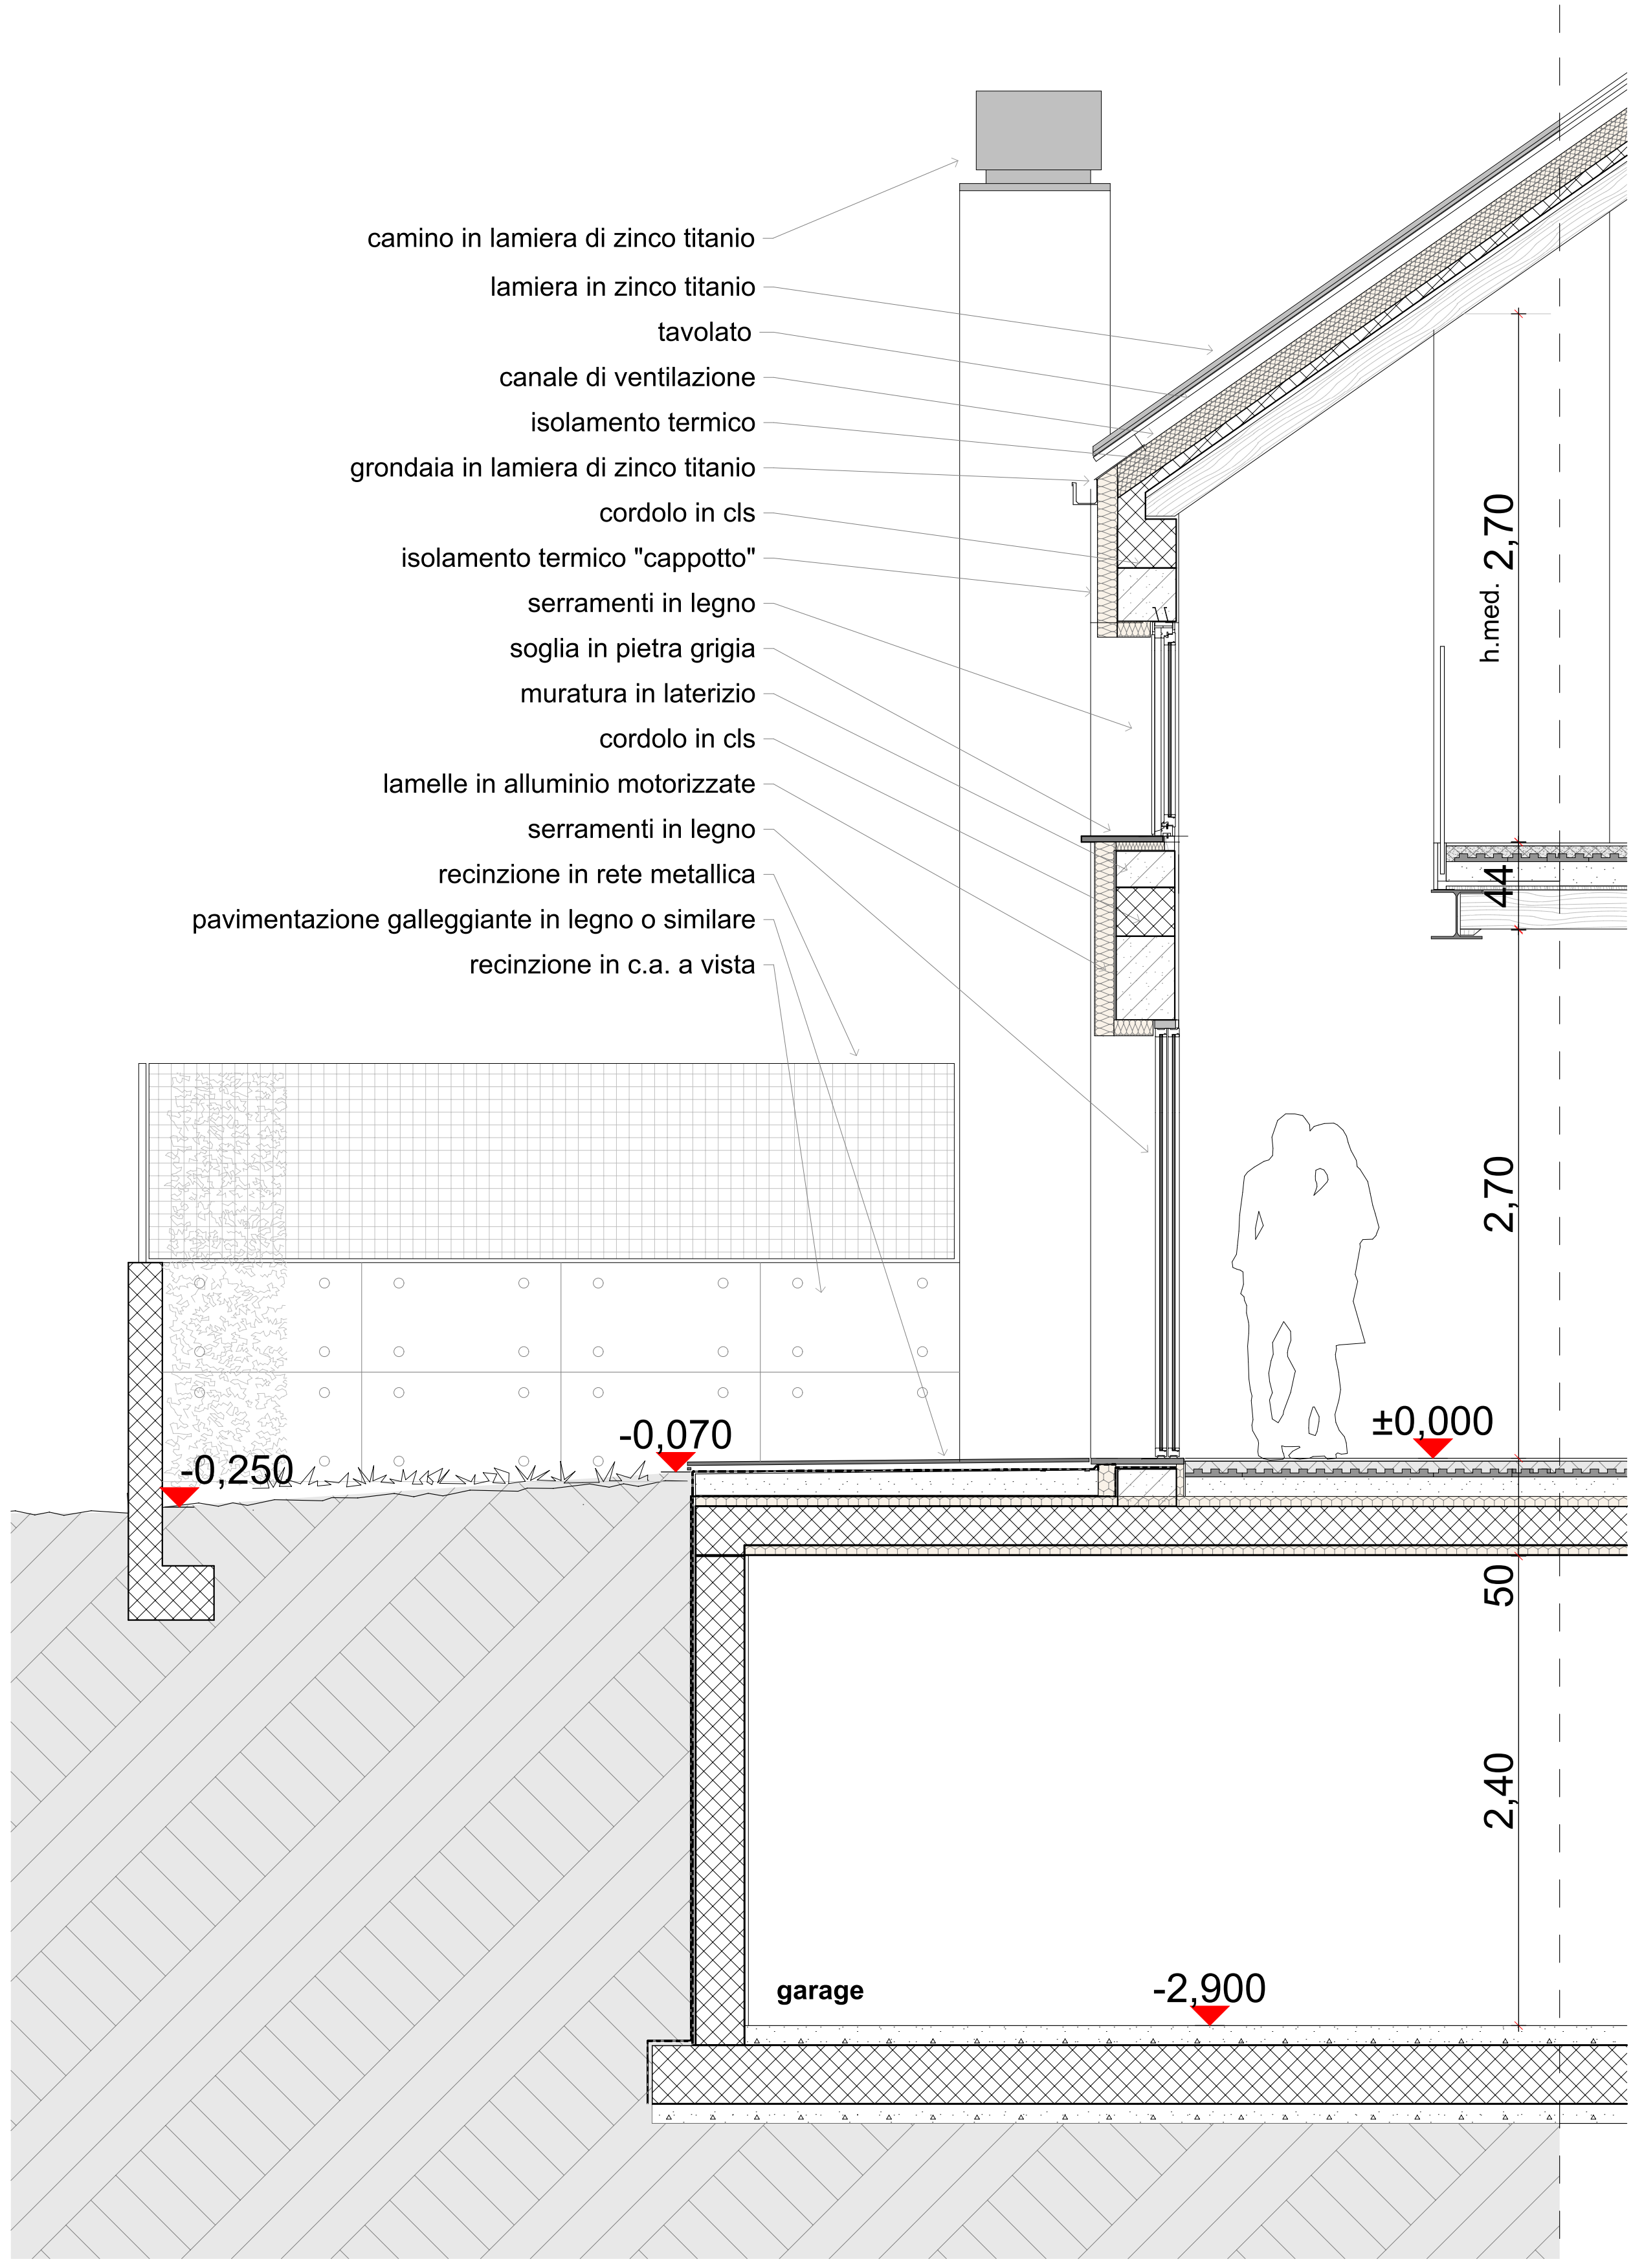 camino in lamiera di zinco titanio
lamiera in zinco titanio
tavolato
canale di ventilazione
isolamento termico
grondaia in lamiera di zinco titanio
cordolo in cls
isolamento termico "cappotto"
serramenti in legno
soglia in pietra grigia
muratura in laterizio
cordolo in cls
lamelle in alluminio motorizzate
serramenti in legno
recinzione in rete metallica
pavimentazione galleggiante in legno o similare
recinzione in c.a. a vista
h.med. 2,70
44
2,70
±0,000
-0,070
-0,250
50
2,40
garage
-2,900